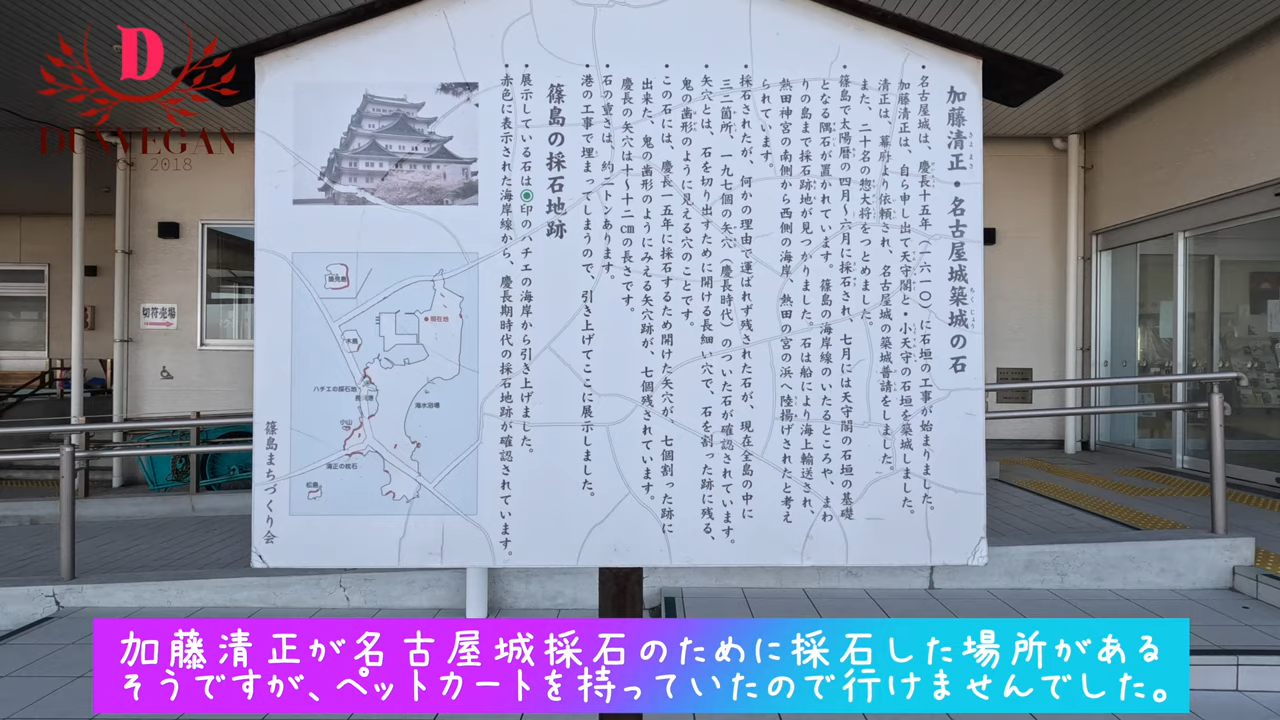 D
DUSVEGAN
CE 2018
加藤清正・名古屋城築城の石
きよまさ
ちくじょう
・名古屋城は、慶長十五年（一六一〇）に石垣の工事が始まりました。
加藤清正は、自ら申し出て天守閣と・小天守の石垣を築城しました。
清正は、幕府より依頼され、名古屋城の築城普請をしました。
また、二十名の惣大将をつとめました。
・篠島で太陽暦の四月〜六月に採石され、七月には天守閣の石垣の基礎
となる隅石が置かれています。篠島の海岸線のいたるところや、まわ
りの島まで採石跡地が見つかりました。石は船により海上輸送され、
熱田神宮の南側から西側の海岸、熱田の宮の浜へ陸揚げされたと考え
られています。
・採石されたが、何かの理由で運ばれず残された石が、現在全島の中に
三二箇所、一九七個の矢穴（慶長時代）のついた石が確認されています。
・矢穴とは、石を切り出すために開ける長細い穴で、石を割った跡に残る、
鬼の歯形のように見える穴のことです。
・この石には、慶長一五年に採石するため開けた矢穴が、七個割った跡に
出来た、鬼の歯形のようにみえる矢穴跡が、七個残されています。
慶長の矢穴は十〜十二cmの長さです。
・石の重さは、約二トンあります。
・港の工事で埋まってしまうので、引き上げてここに展示しました。
篠島の採石地跡
・展示している石は◉印のハチエの海岸から引き上げました。
・赤色に表示された海岸線から、慶長期時代の採石地跡が確認されています。
現在地
木島
ハチエの採石地
海水浴場
小山
清正の枕石
松島
篠島まちづくり会
切符売場
加藤清正が名古屋城採石のために採石した場所がある
そうですが、ペットカートを持っていたので行けませんでした。